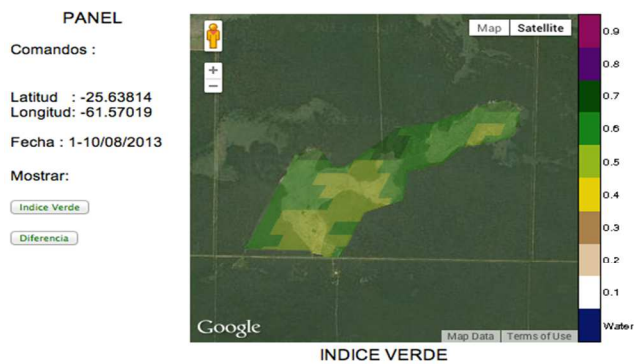 PANEL
Comandos :
Latitud : -25.63814
Longitud: -61.57019
Fecha : 1-10/08/2013
Mostrar:
Indice Verde
Diferencia
+
−
Map
Satellite
Google
Map Data
Terms of Use
INDICE VERDE
0.9
0.8
0.7
0.6
0.5
0.4
0.3
0.2
0.1
Water